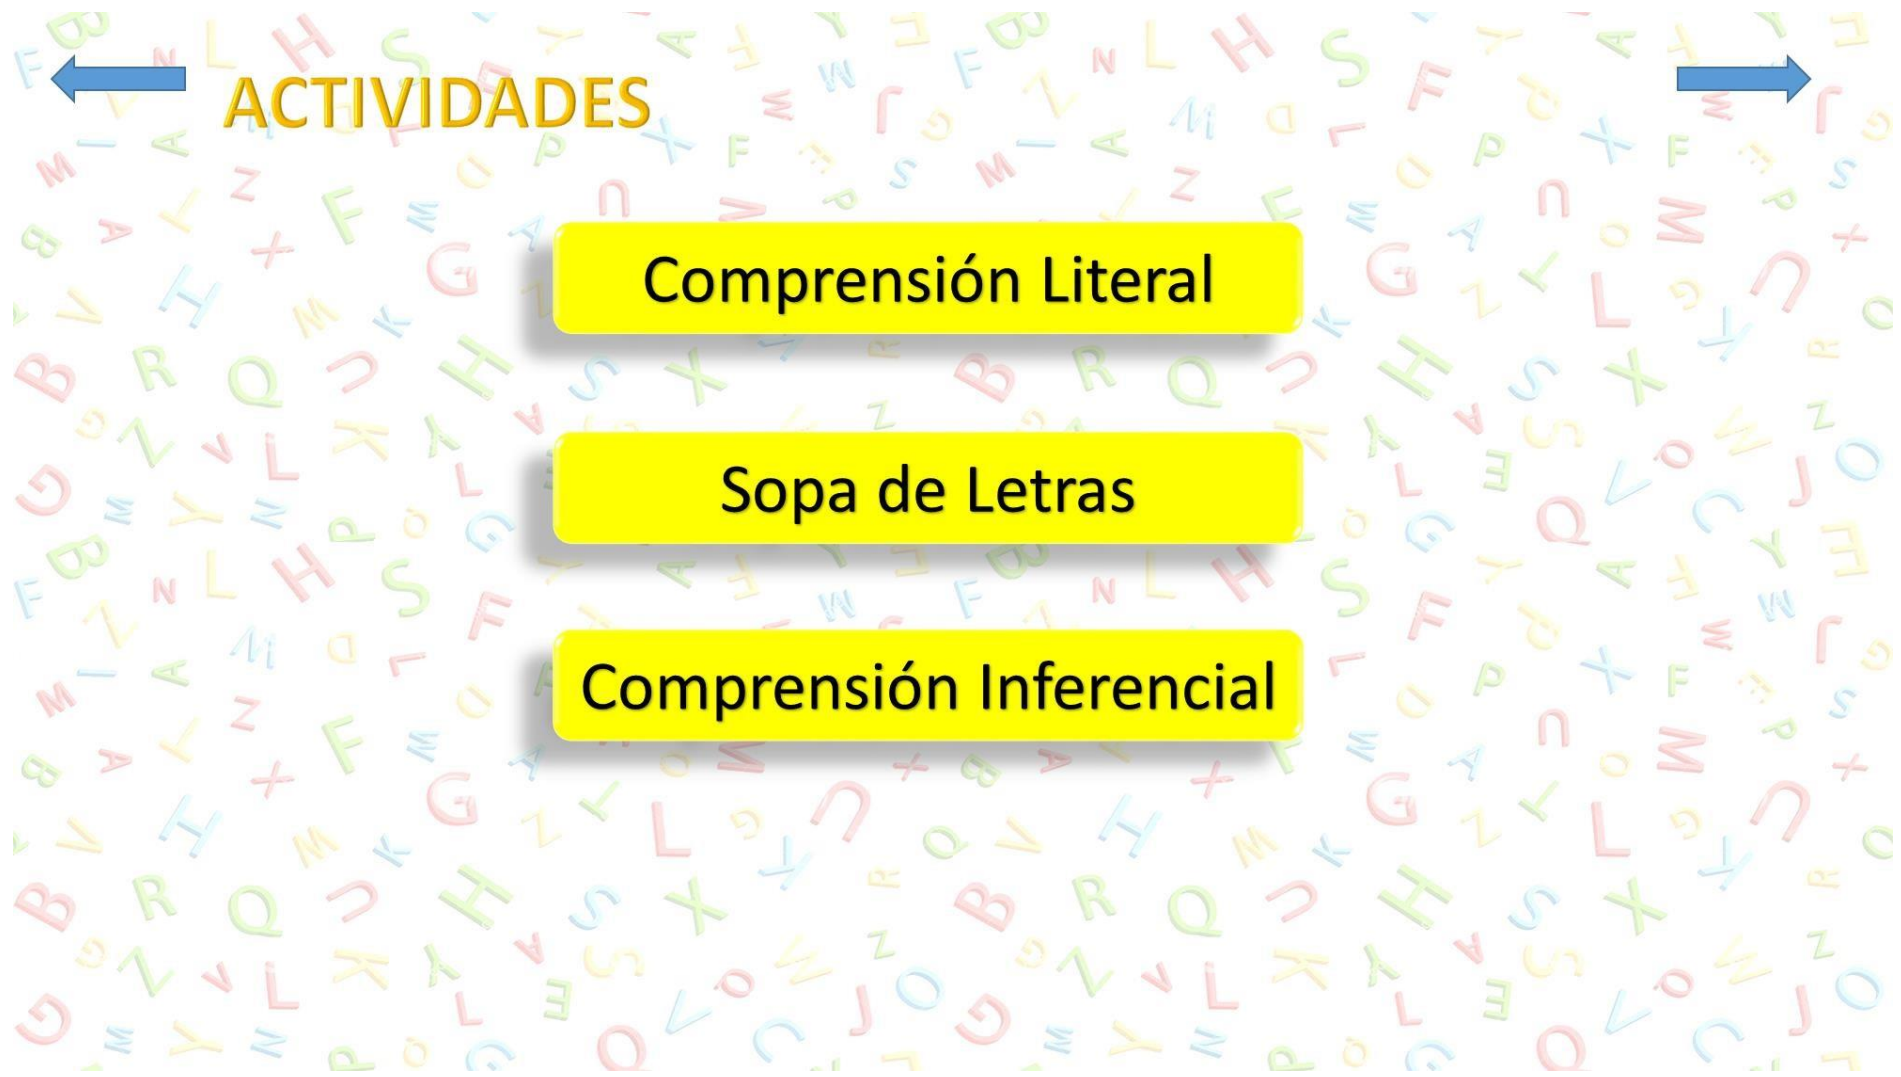 ACTIVIDADES
Comprensión Literal
Sopa de Letras
Comprensión Inferencial